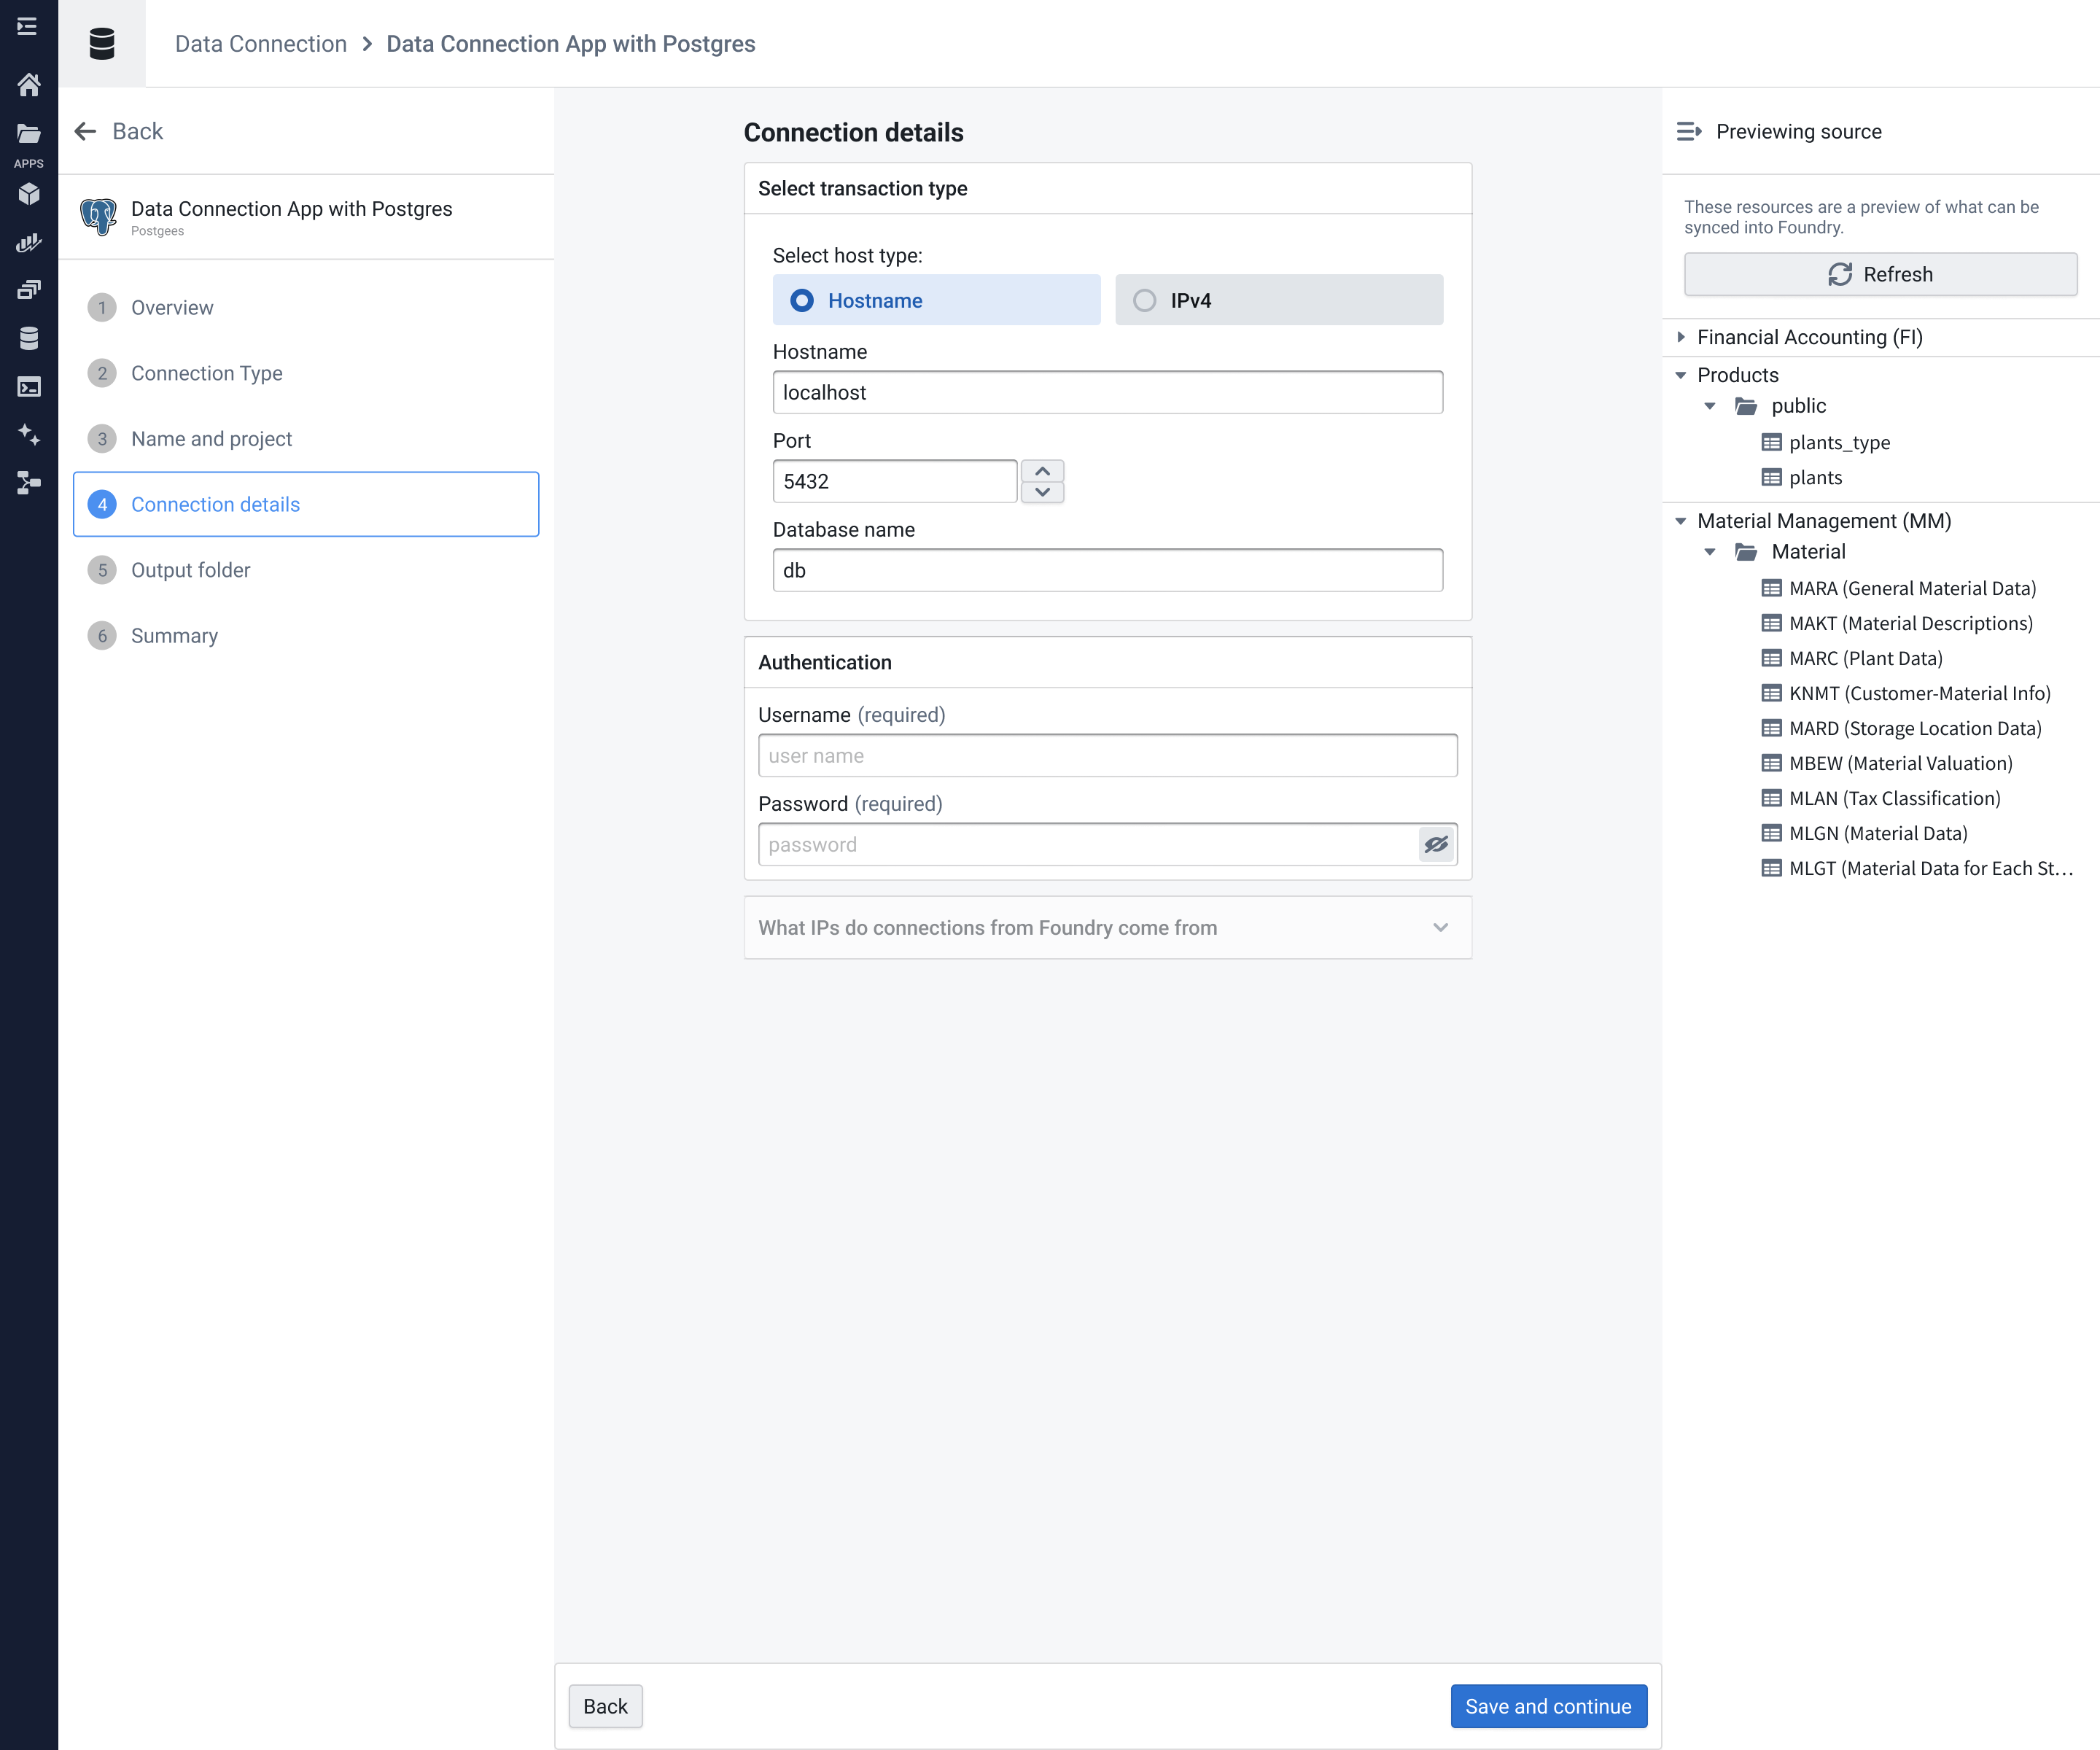 Data Connection > Data Connection App with Postgres
APPS
Back
Data Connection App with Postgres
Postgees
1 Overview
2 Connection Type
3 Name and project
4 Connection details
5 Output folder
6 Summary
Connection details
Select transaction type
Select host type:
Hostname
IPv4
Hostname
localhost
Port
5432
Database name
db
Authentication
Username (required)
user name
Password (required)
password
What IPs do connections from Foundry come from
Back
Save and continue
Previewing source
These resources are a preview of what can be
synced into Foundry.
Refresh
Financial Accounting (FI)
Products
public
plants_type
plants
Material Management (MM)
Material
MARA (General Material Data)
MAKT (Material Descriptions)
MARC (Plant Data)
KNMT (Customer-Material Info)
MARD (Storage Location Data)
MBEW (Material Valuation)
MLAN (Tax Classification)
MLGN (Material Data)
MLGT (Material Data for Each St...